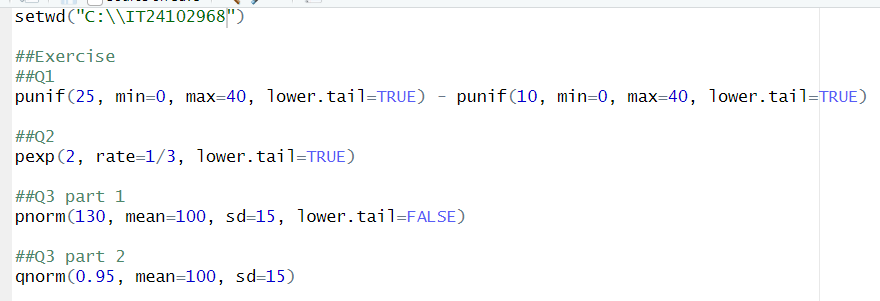 setwd("C:\\IT24102968")
##Exercise
##Q1
punif(25, min=0, max=40, lower.tail=TRUE) - punif(10, min=0, max=40, lower.tail=TRUE)
##Q2
pexp(2, rate=1/3, lower.tail=TRUE)
##Q3 part 1
pnorm(130, mean=100, sd=15, lower.tail=FALSE)
##Q3 part 2
qnorm(0.95, mean=100, sd=15)